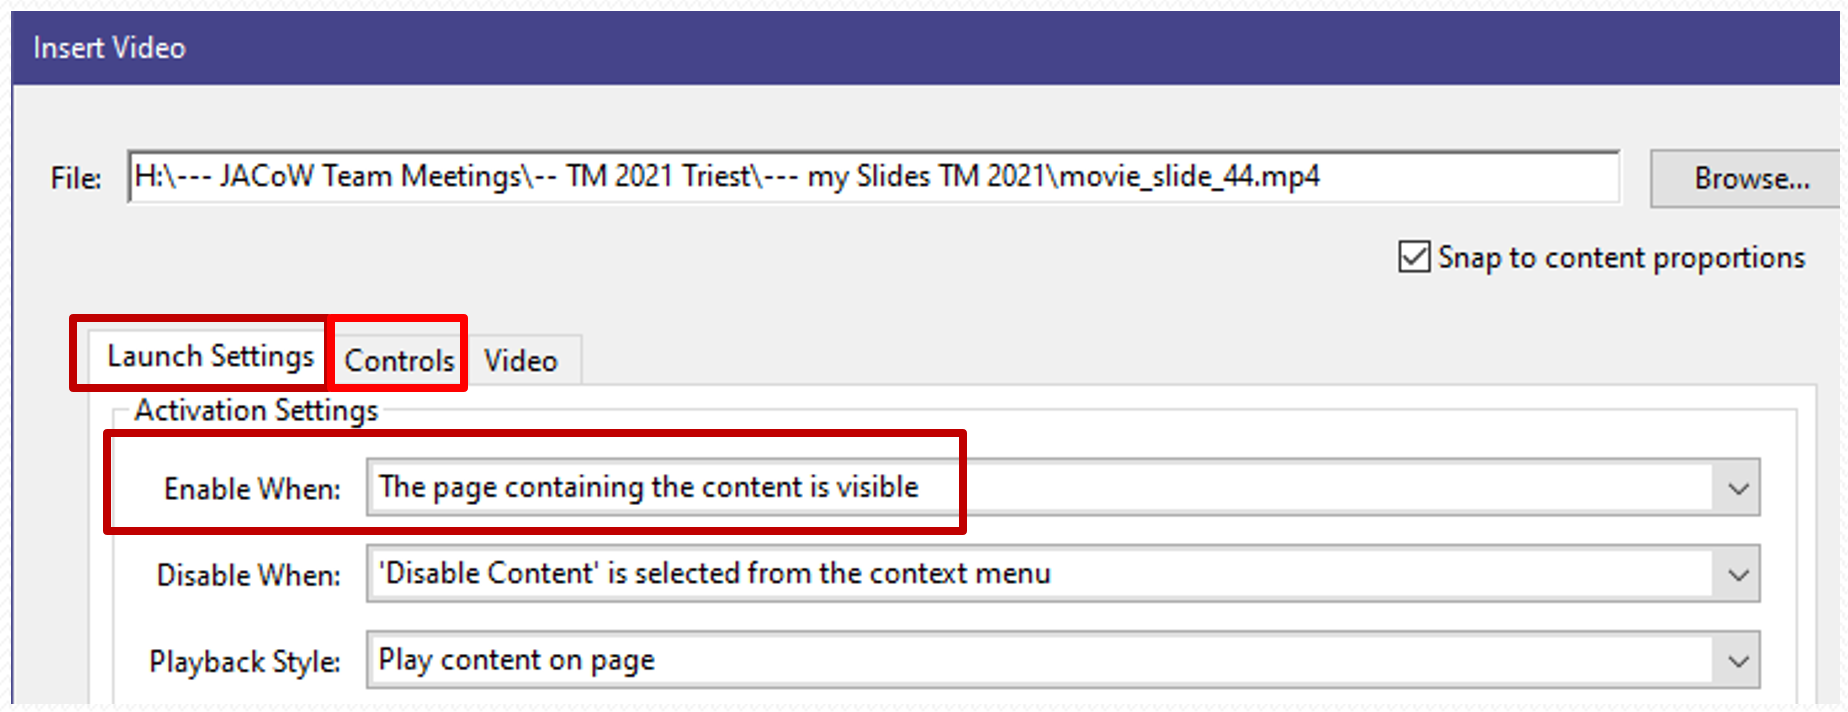 Insert Video
File: H:\--- JACoW Team Meetings\-- TM 2021 Triest\--- my Slides TM 2021\movie_slide_44.mp4 Browse...
Snap to content proportions
Launch Settings Controls Video
Activation Settings
Enable When: The page containing the content is visible
Disable When: 'Disable Content' is selected from the context menu
Playback Style: Play content on page